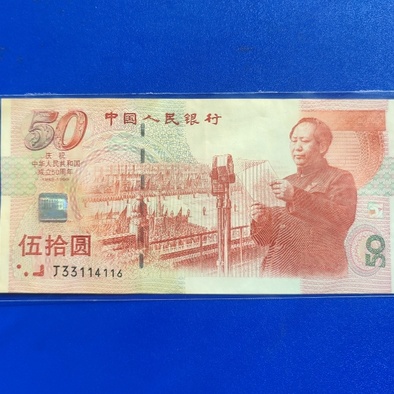 中国人民银行
50
庆祝
中华人民共和国
成立50周年
1949-1999
伍拾圆
J33114116
50